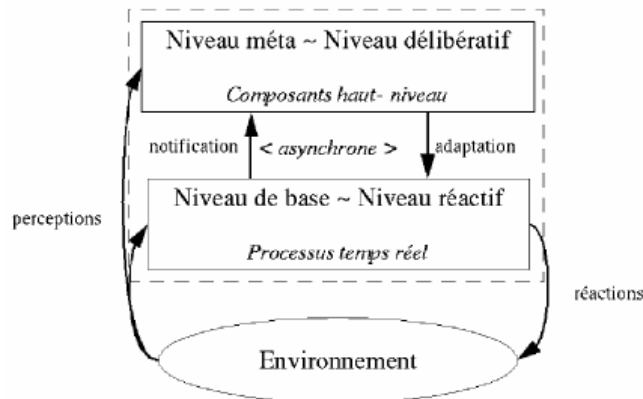 Niveau méta ~ Niveau délibératif
Composants haut- niveau
notification < asynchrone > adaptation
Niveau de base ~ Niveau réactif
perceptions
Processus temps réel
réactions
Environnement